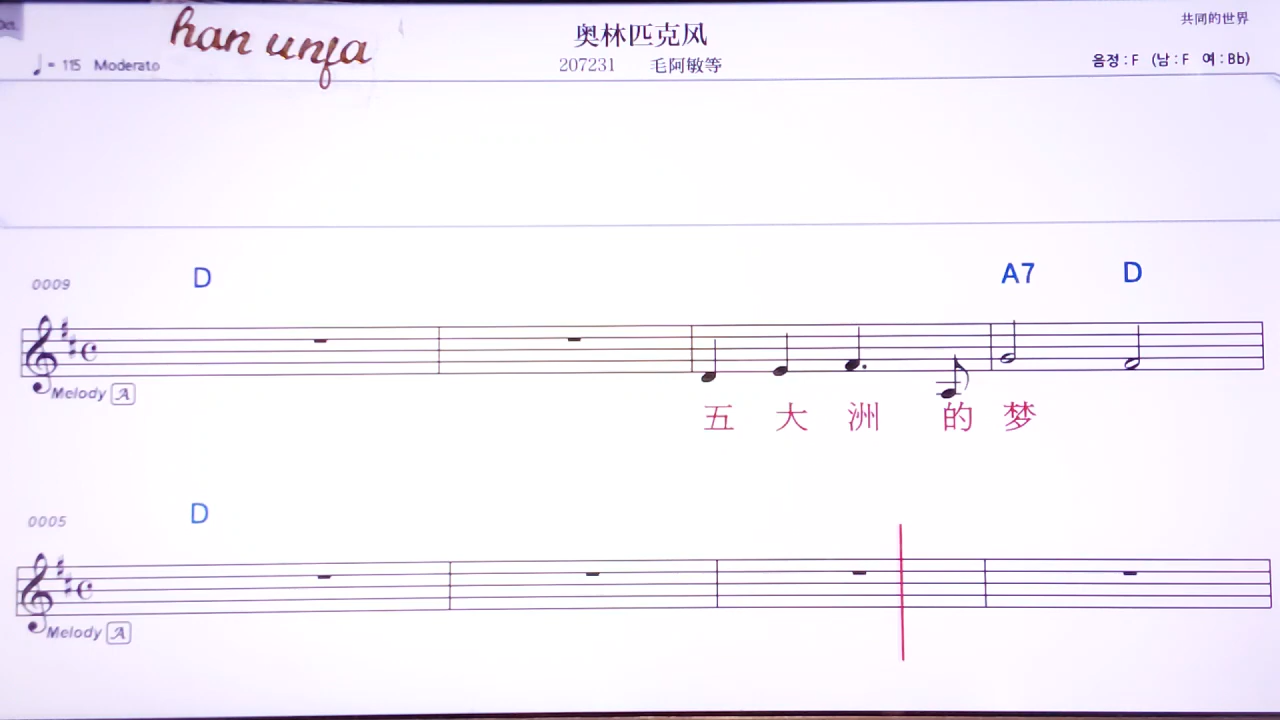 han unfa
共同的世界
奥林匹克风
♩= 115 Moderato
207231 毛阿敏等
음정 : F (남 : F 여 : Bb)
0009 D A7 D
Melody A
五 大 洲 的 梦
0005 D
Melody A